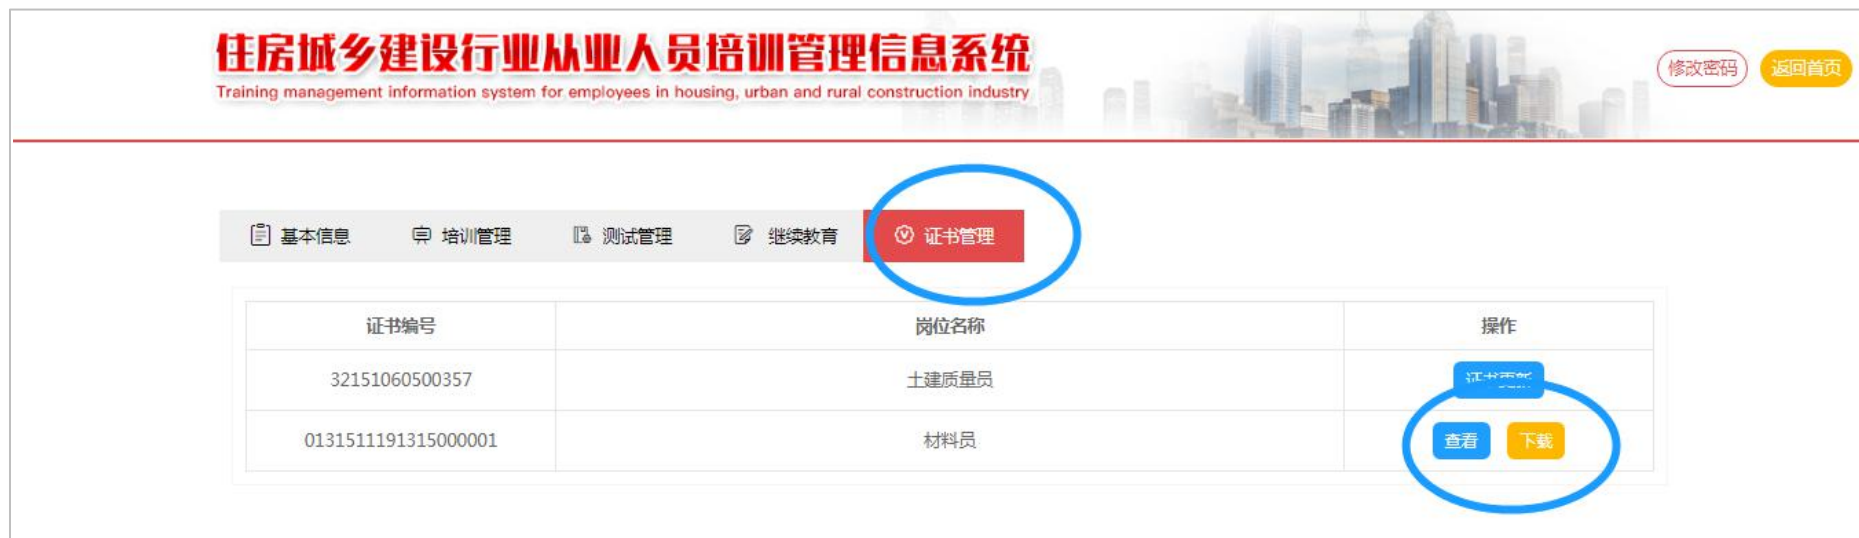 住房城乡建设行业从业人员培训管理信息系统
Training management information system for employees in housing, urban and rural construction industry
修改密码 返回首页
基本信息 培训管理 测试管理 继续教育 证书管理
证书编号 岗位名称 操作
32151060500357 土建质量员 证书更新
0131511191315000001 材料员 查看 下载